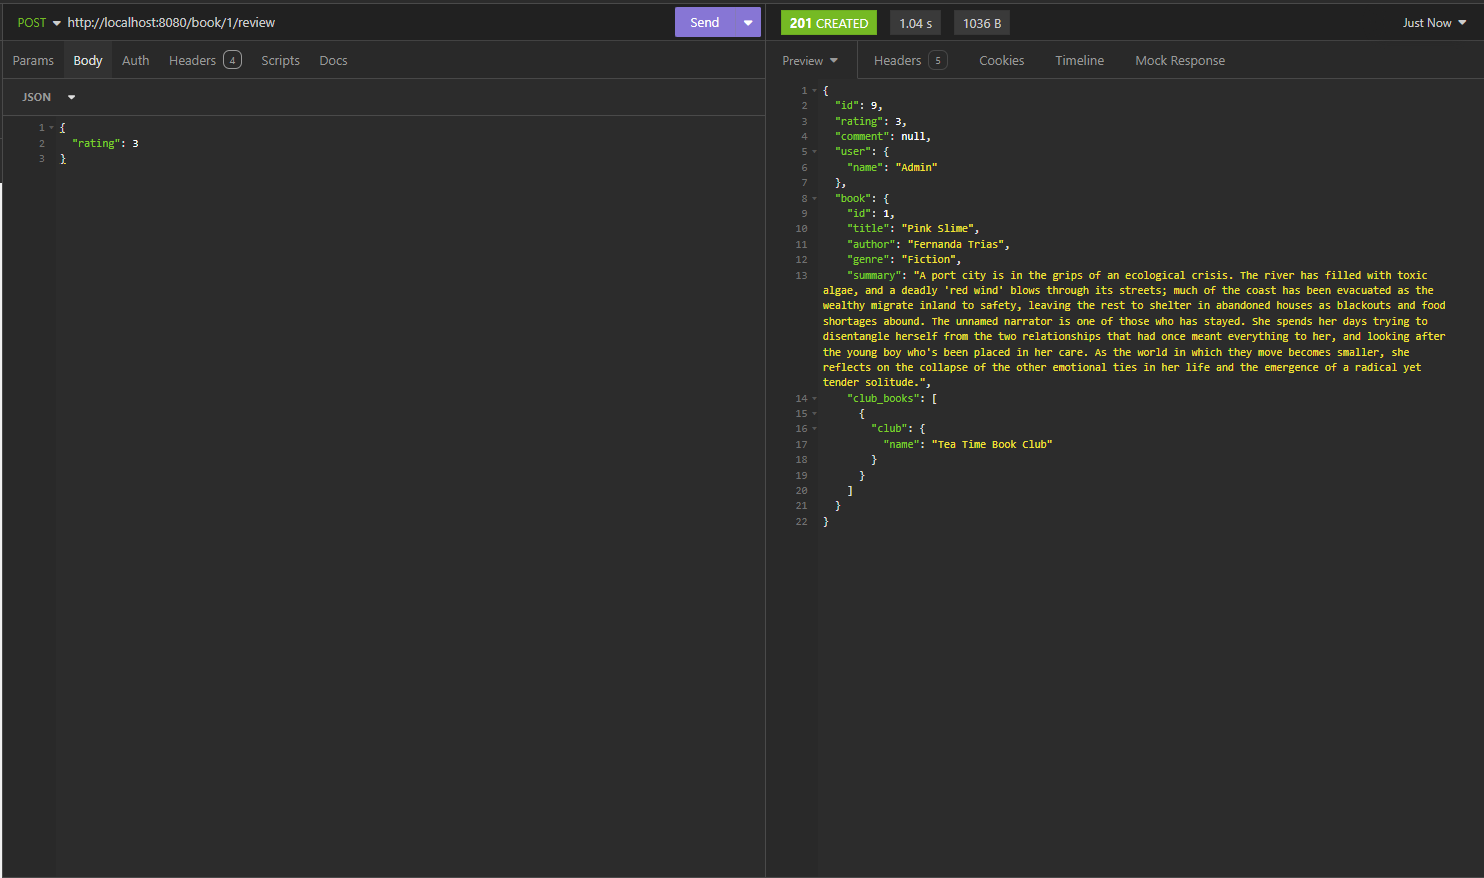 POST http://localhost:8080/book/1/review Send
201 CREATED 1.04 s 1036 B Just Now
Params Body Auth Headers 4 Scripts Docs
Preview Headers 5 Cookies Timeline Mock Response
JSON
1 {
2 "rating": 3
3 }
1 {
2 "id": 9,
3 "rating": 3,
4 "comment": null,
5 "user": {
6 "name": "Admin"
7 },
8 "book": {
9 "id": 1,
10 "title": "Pink Slime",
11 "author": "Fernanda Trias",
12 "genre": "Fiction",
13 "summary": "A port city is in the grips of an ecological crisis. The river has filled with toxic
algae, and a deadly 'red wind' blows through its streets; much of the coast has been evacuated as the
wealthy migrate inland to safety, leaving the rest to shelter in abandoned houses as blackouts and food
shortages abound. The unnamed narrator is one of those who has stayed. She spends her days trying to
disentangle herself from the two relationships that had once meant everything to her, and looking after
the young boy who's been placed in her care. As the world in which they move becomes smaller, she
reflects on the collapse of the other emotional ties in her life and the emergence of a radical yet
tender solitude.",
14 "club_books": [
15 {
16 "club": {
17 "name": "Tea Time Book Club"
18 }
19 }
20 ]
21 }
22 }